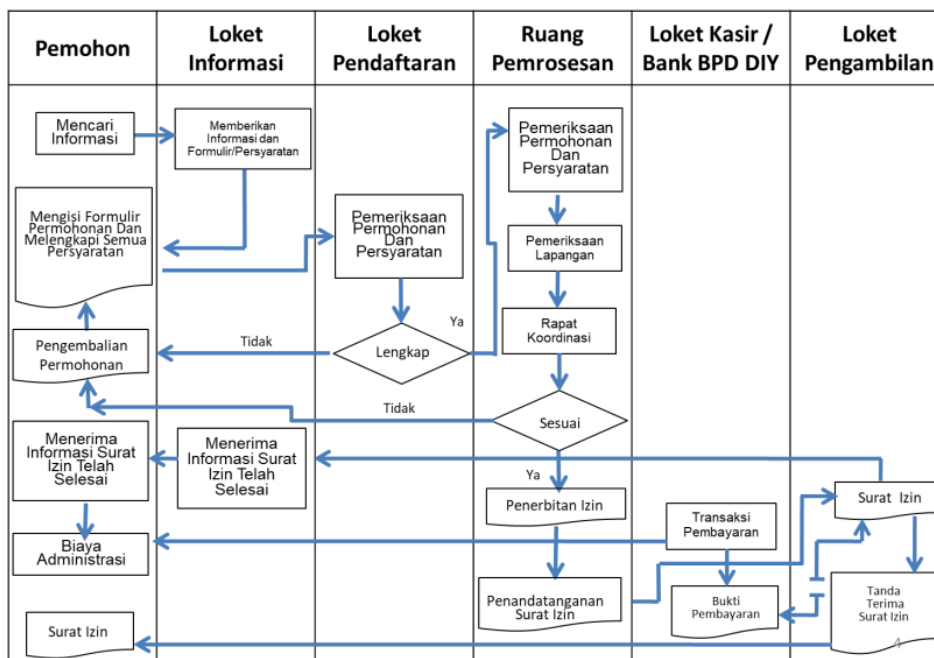 Pemohon
Loket
Informasi
Loket
Pendaftaran
Ruang
Pemrosesan
Loket Kasir /
Bank BPD DIY
Loket
Pengambilan
Mencari
Informasi
Memberikan
Informasi dan
Formulir/Persyaratan
Pemeriksaan
Permohonan
Dan
Persyaratan
Mengisi Formulir
Permohonan Dan
Melengkapi Semua
Persyaratan
Pemeriksaan
Permohonan
Dan
Persyaratan
Pemeriksaan
Lapangan
Ya
Rapat
Koordinasi
Tidak
Lengkap
Pengembalian
Permohonan
Tidak
Sesuai
Menerima
Informasi Surat
Izin Telah
Selesai
Menerima
Informasi Surat
Izin Telah
Selesai
Ya
Penerbitan Izin
Transaksi
Pembayaran
Surat Izin
Biaya
Administrasi
Penandatanganan
Surat Izin
Bukti
Pembayaran
Tanda
Terima
Surat Izin
Surat Izin
4